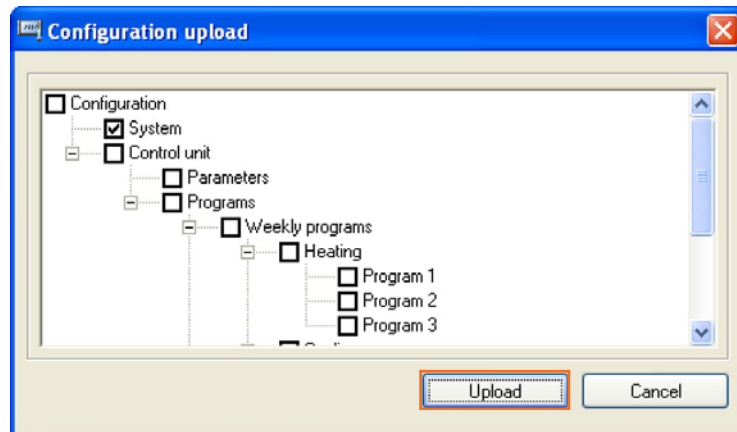 Configuration upload
Configuration
System
Control unit
Parameters
Programs
Weekly programs
Heating
Program 1
Program 2
Program 3
Upload Cancel